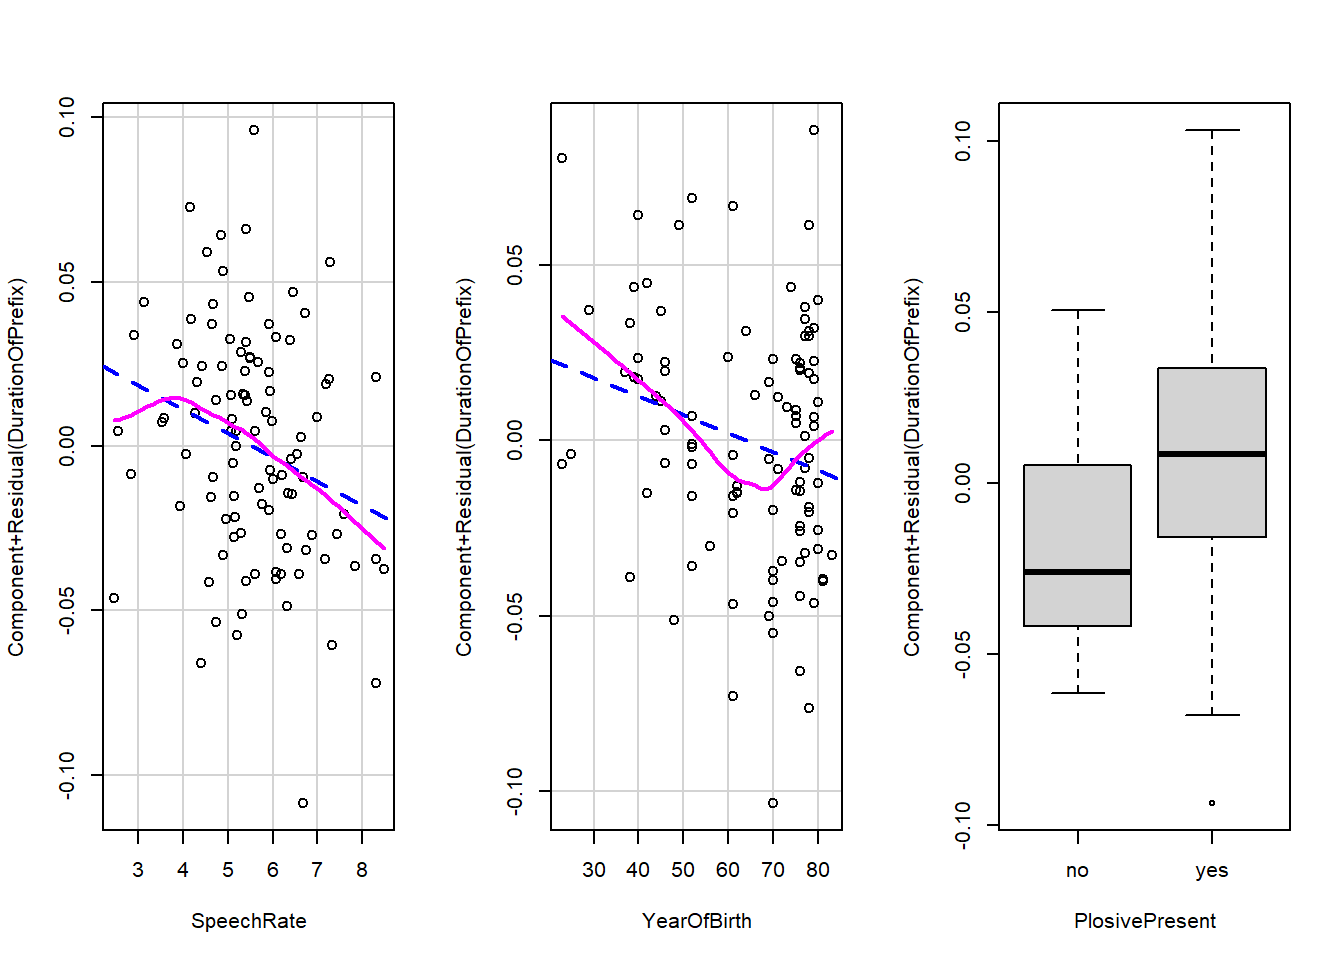 Component+Residual(DurationOfPrefix)
0.10
0.05
0.00
-0.05
-0.10
3 4 5 6 7 8
SpeechRate
Component+Residual(DurationOfPrefix)
0.05
0.00
-0.05
-0.10
30 40 50 60 70 80
YearOfBirth
Component+Residual(DurationOfPrefix)
0.10
0.05
0.00
-0.05
-0.10
no yes
PlosivePresent